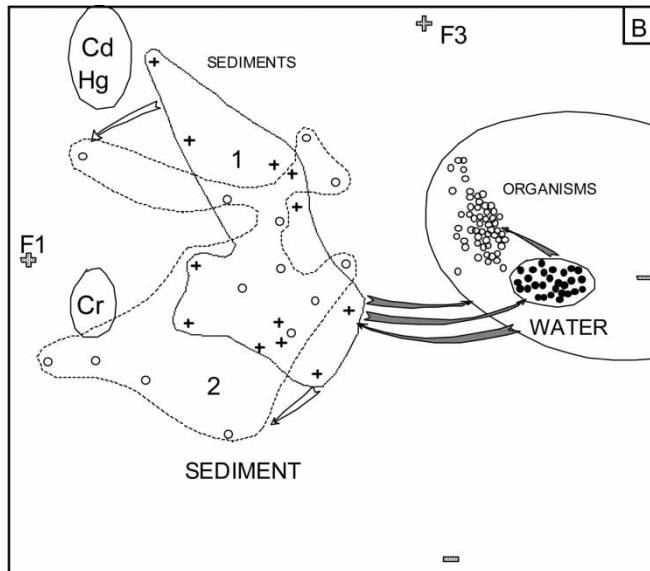 B
F3
Cd
Hg
SEDIMENTS
1
ORGANISMS
F1
Cr
WATER
2
SEDIMENT